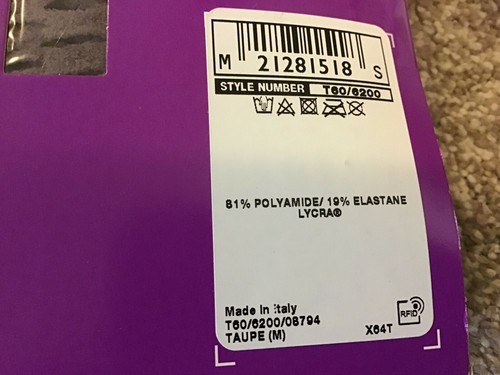 M 21281518 S
STYLE NUMBER T60/6200
81% POLYAMIDE/ 19% ELASTANE
LYCRA®
Made in Italy
T60/6200/08794
TAUPE (M)
X64T
RFID